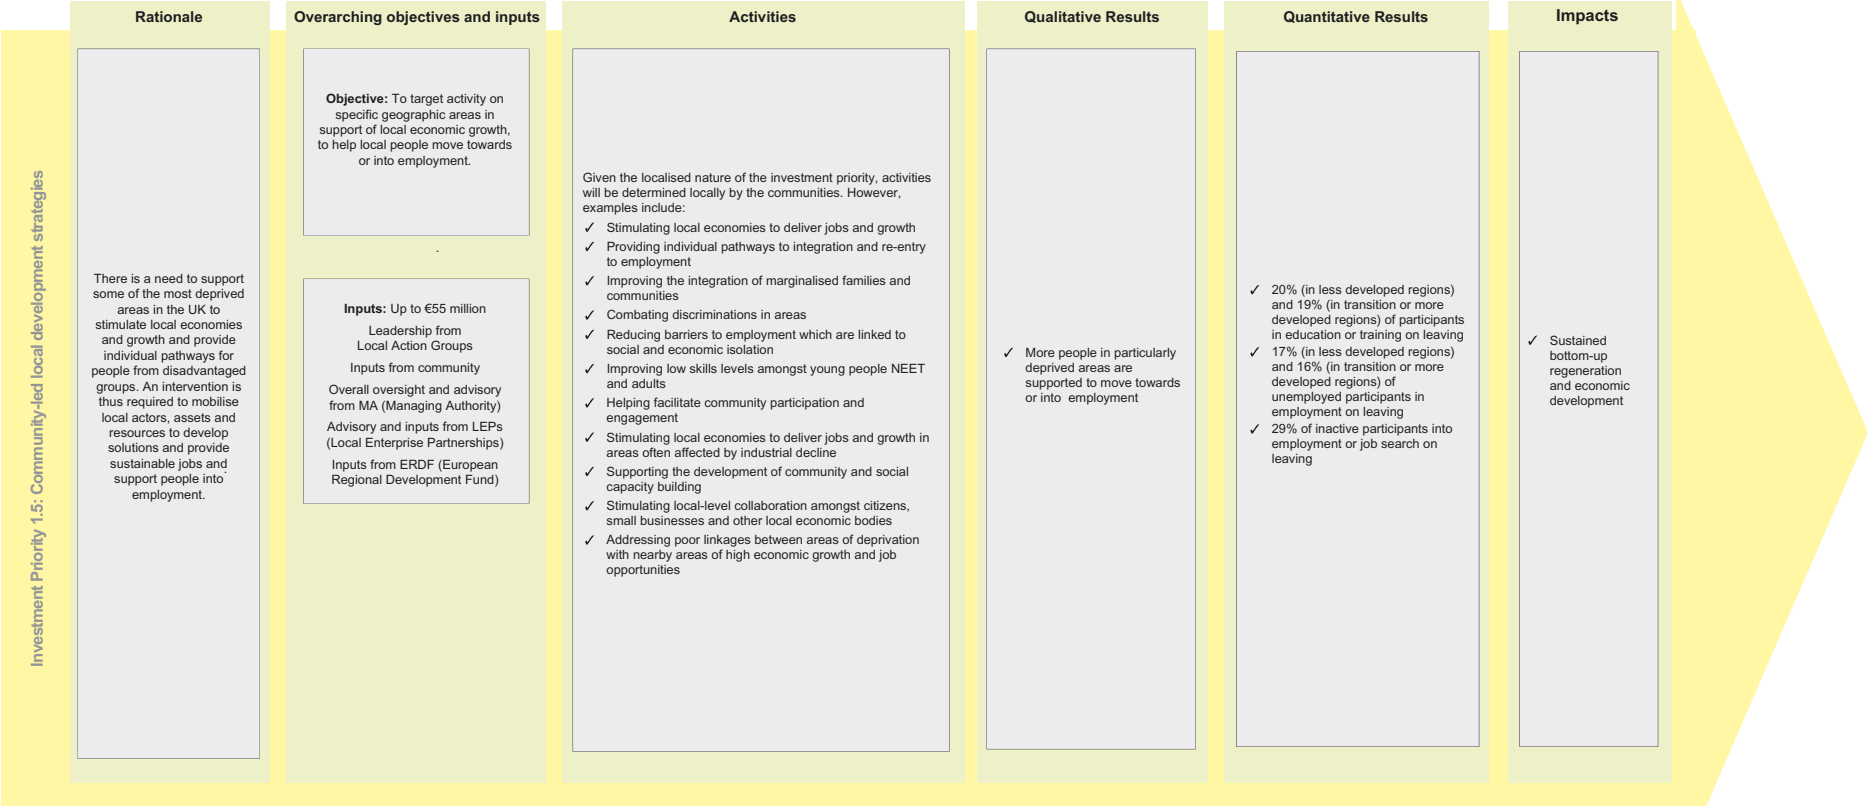 Investment Priority 1.5: Community-led local development strategies
Rationale
There is a need to support
some of the most deprived
areas in the UK to
stimulate local economies
and growth and provide
individual pathways for
people from disadvantaged
groups. An intervention is
thus required to mobilise
local actors, assets and
resources to develop
solutions and provide
sustainable jobs and
support people into
employment.
Overarching objectives and inputs
Objective: To target activity on
specific geographic areas in
support of local economic growth,
to help local people move towards
or into employment.
.
Inputs: Up to €55 million
Leadership from
Local Action Groups
Inputs from community
Overall oversight and advisory
from MA (Managing Authority)
Advisory and inputs from LEPs
(Local Enterprise Partnerships)
Inputs from ERDF (European
Regional Development Fund)
Activities
Given the localised nature of the investment priority, activities
will be determined locally by the communities. However,
examples include:
✓ Stimulating local economies to deliver jobs and growth
✓ Providing individual pathways to integration and re-entry
to employment
✓ Improving the integration of marginalised families and
communities
✓ Combating discriminations in areas
✓ Reducing barriers to employment which are linked to
social and economic isolation
✓ Improving low skills levels amongst young people NEET
and adults
✓ Helping facilitate community participation and
engagement
✓ Stimulating local economies to deliver jobs and growth in
areas often affected by industrial decline
✓ Supporting the development of community and social
capacity building
✓ Stimulating local-level collaboration amongst citizens,
small businesses and other local economic bodies
✓ Addressing poor linkages between areas of deprivation
with nearby areas of high economic growth and job
opportunities
Qualitative Results
✓ More people in particularly
deprived areas are
supported to move towards
or into employment
Quantitative Results
✓ 20% (in less developed regions)
and 19% (in transition or more
developed regions) of participants
in education or training on leaving
✓ 17% (in less developed regions)
and 16% (in transition or more
developed regions) of
unemployed participants in
employment on leaving
✓ 29% of inactive participants into
employment or job search on
leaving
Impacts
✓ Sustained
bottom-up
regeneration
and economic
development